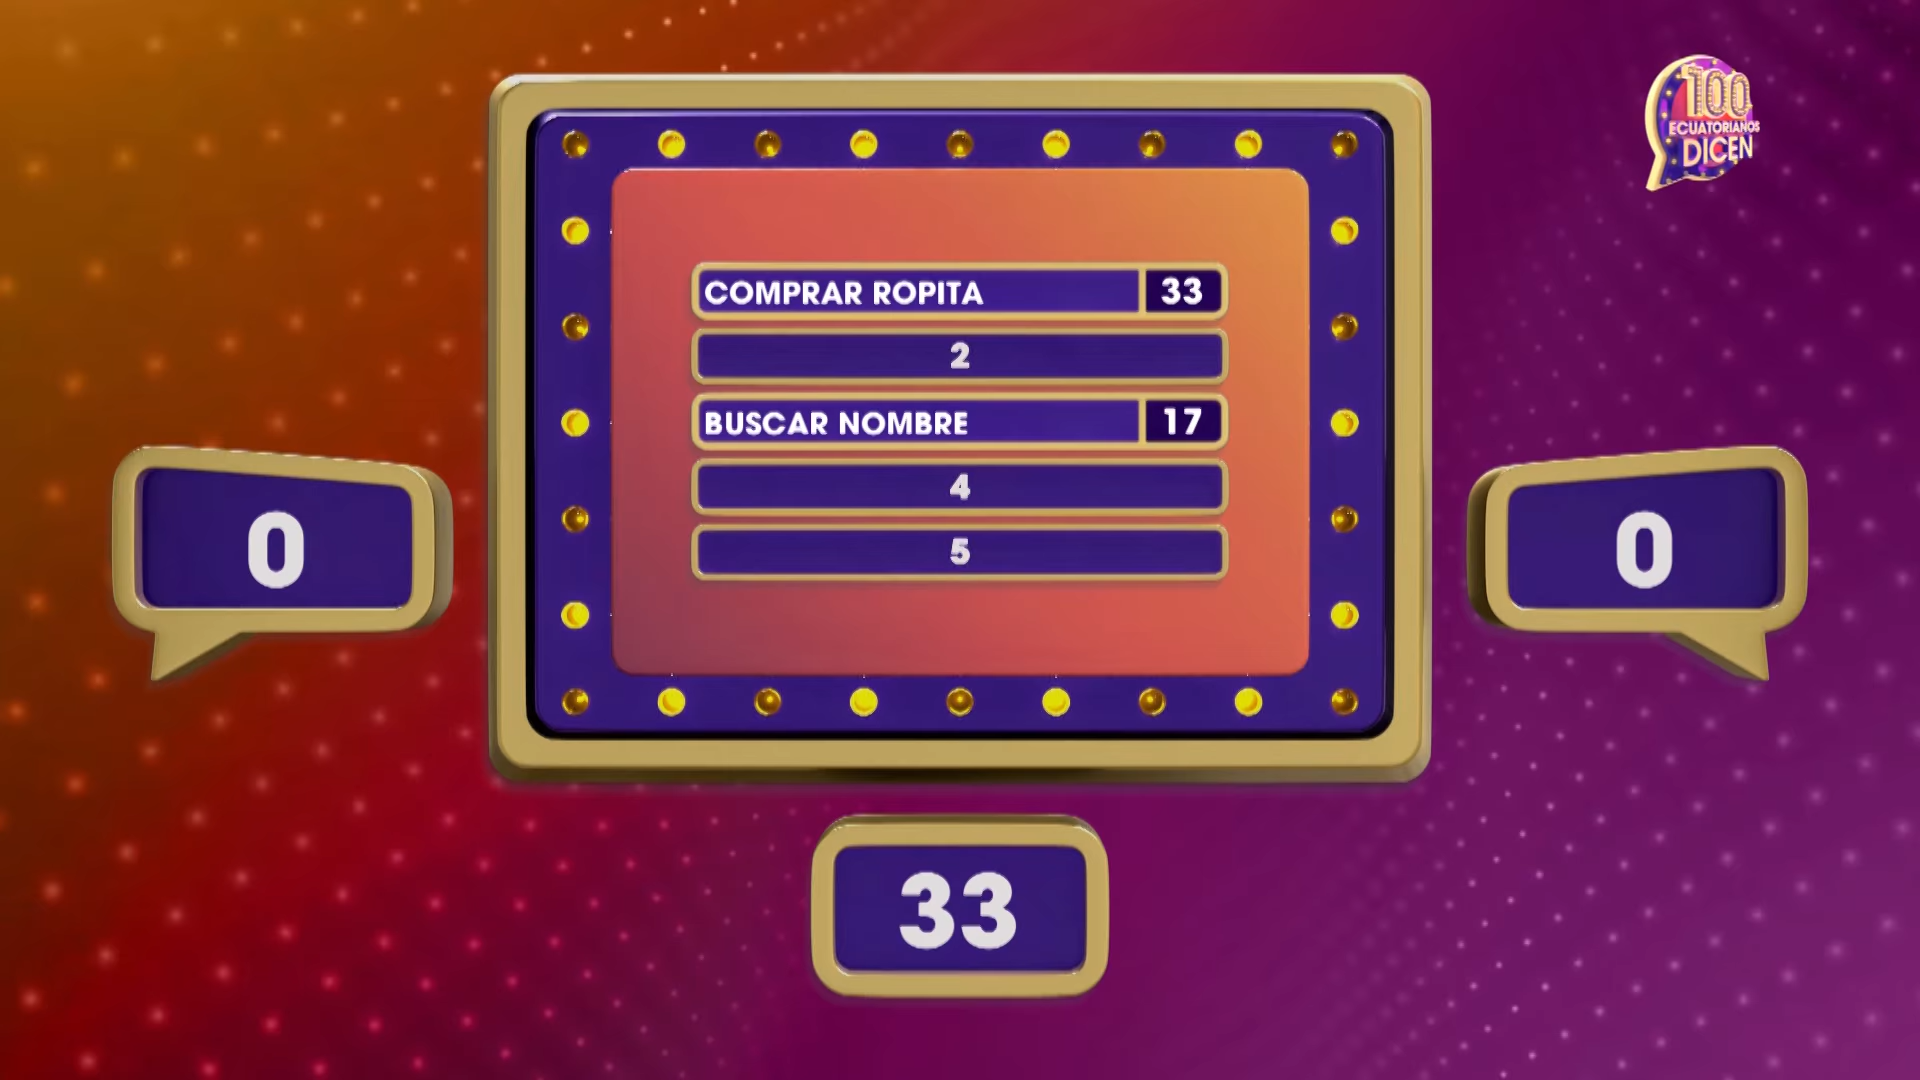 100
ECUATORIANOS
DICEN
COMPRAR ROPITA 33
2
BUSCAR NOMBRE 17
4
5
0
0
33